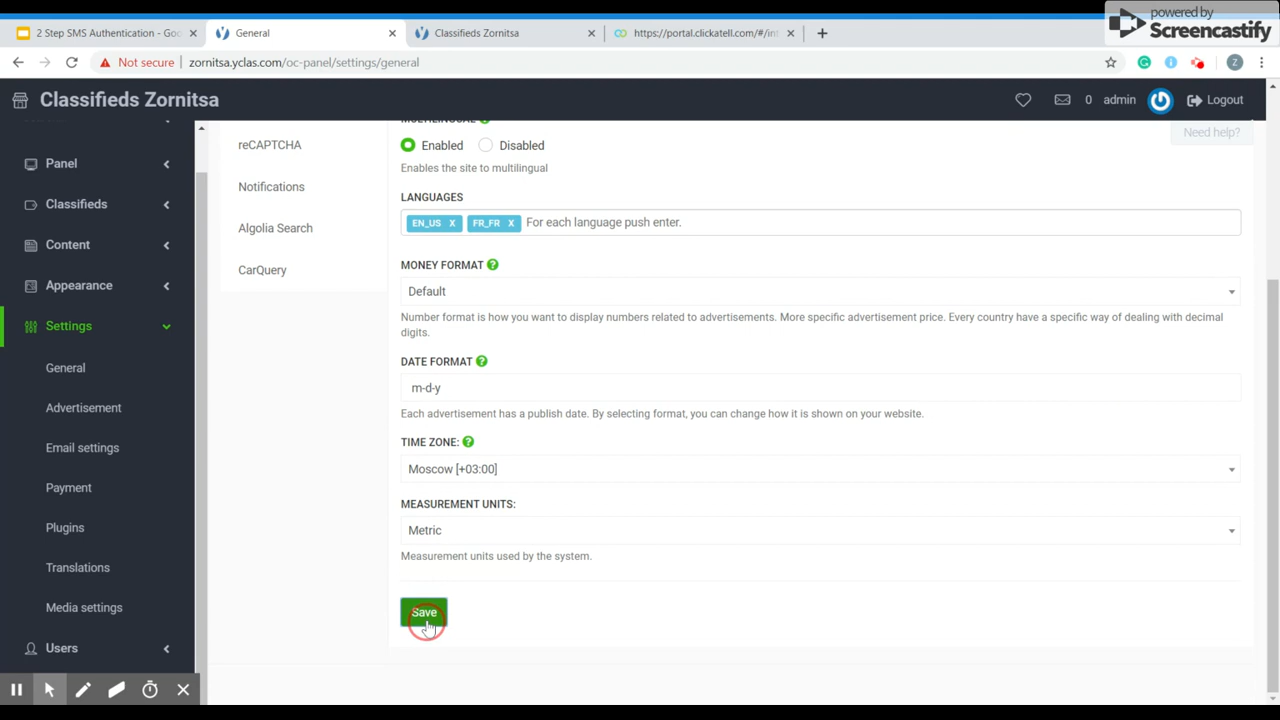 powered by
Screencastify
2 Step SMS Authentication - Goo
General
Classifieds Zornitsa
https://portal.clickatell.com/#/int
Not secure
zornitsa.yclas.com/oc-panel/settings/general
Z
Classifieds Zornitsa
0
admin
Logout
Need help?
Panel
Classifieds
Content
Appearance
Settings
General
Advertisement
Email settings
Payment
Plugins
Translations
Media settings
Users
reCAPTCHA
Notifications
Algolia Search
CarQuery
MULTILINGUAL
Enabled
Disabled
Enables the site to multilingual
LANGUAGES
EN_US X FR_FR X For each language push enter.
MONEY FORMAT
Default
Number format is how you want to display numbers related to advertisements. More specific advertisement price. Every country have a specific way of dealing with decimal
digits.
DATE FORMAT
m-d-y
Each advertisement has a publish date. By selecting format, you can change how it is shown on your website.
TIME ZONE:
Moscow [+03:00]
MEASUREMENT UNITS:
Metric
Measurement units used by the system.
Save